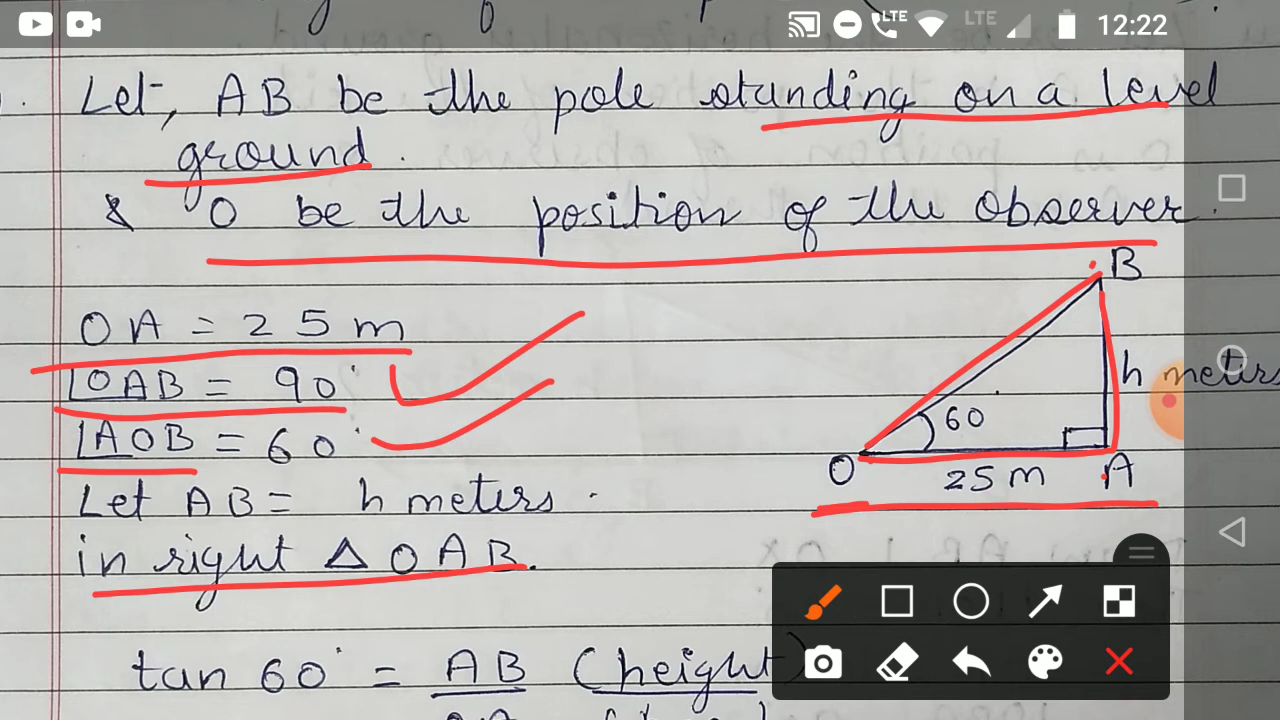 LTE LTE 12:22
Let, AB be the pole standing on a level
ground.
& O be the position of the observer.
B
OA = 25 m
∠OAB = 90°
h meters
∠AOB = 60°
60
O 25 m A
Let AB = h meters.
in right △ OAB.
tan 60° = AB (height)